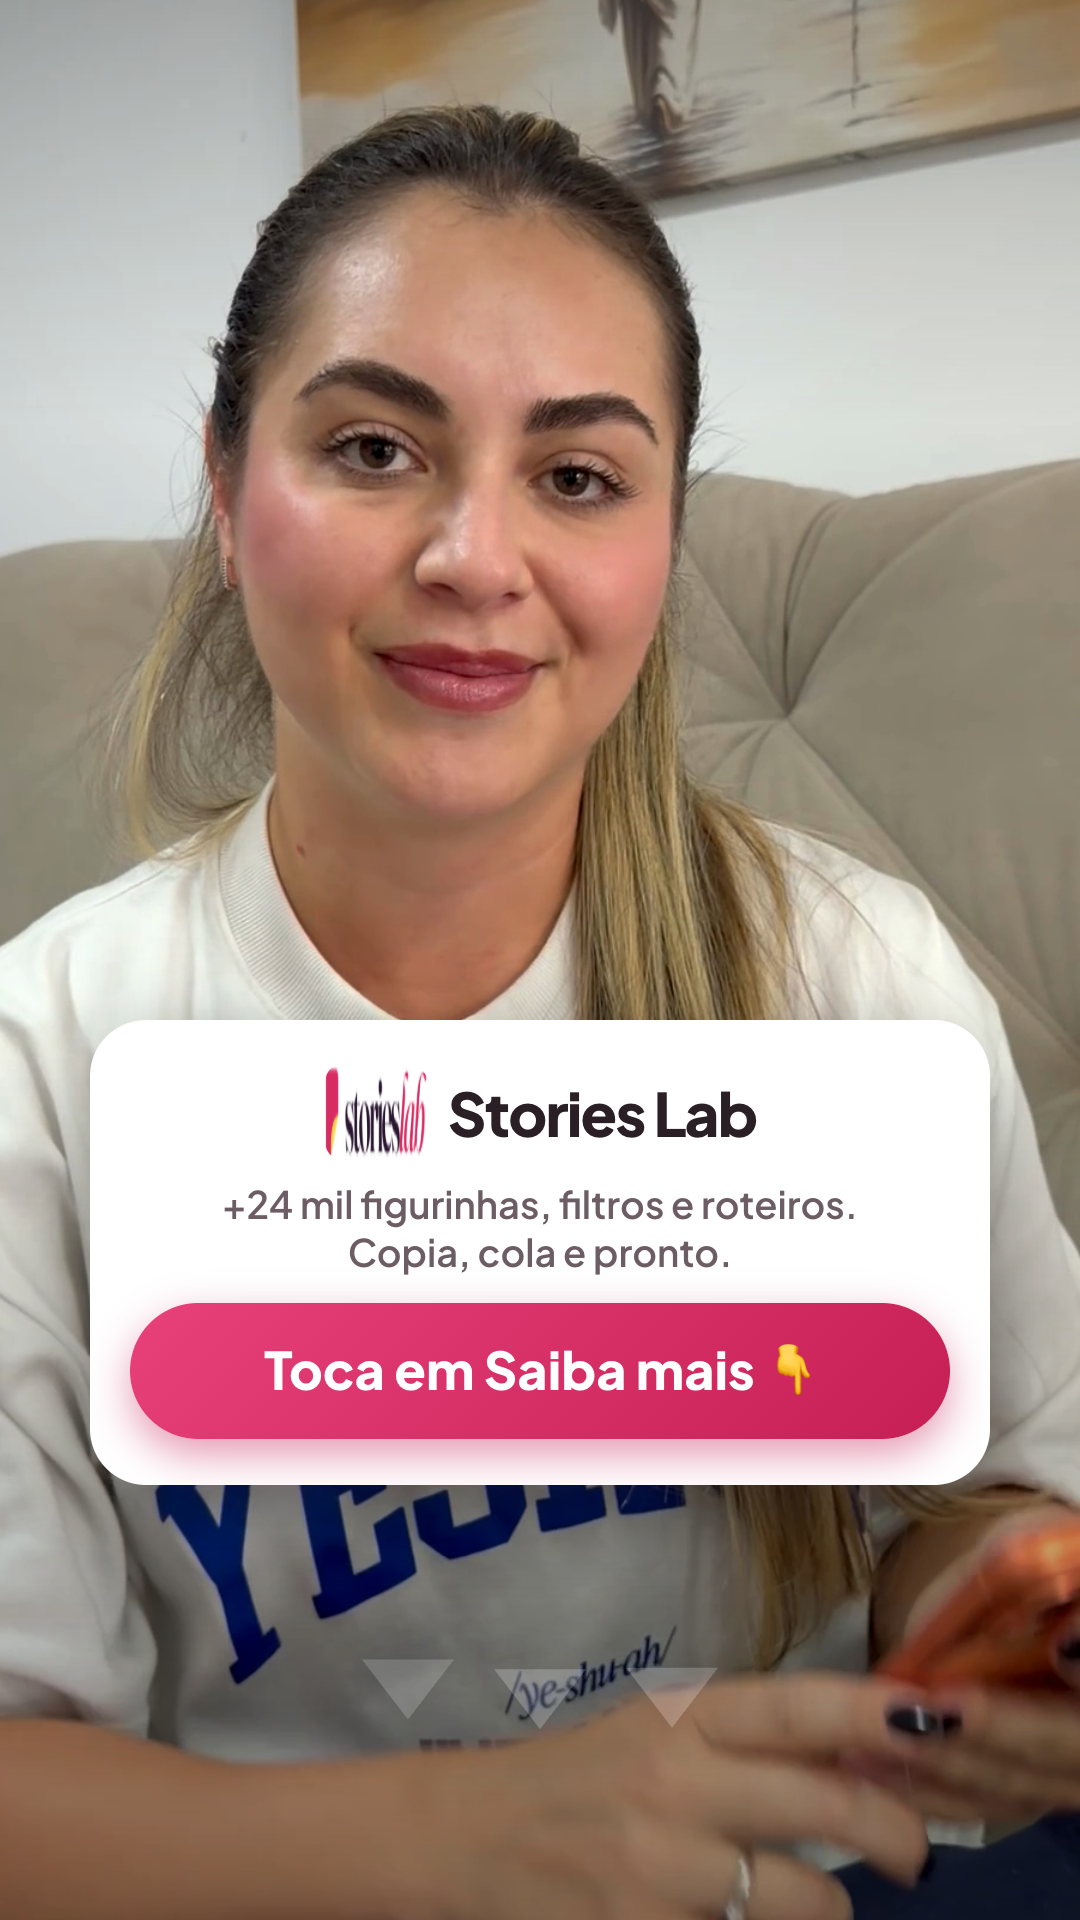 storieslab Stories Lab
+24 mil figurinhas, filtros e roteiros.
Copia, cola e pronto.
Toca em Saiba mais 👇
/ye-shu-ah/